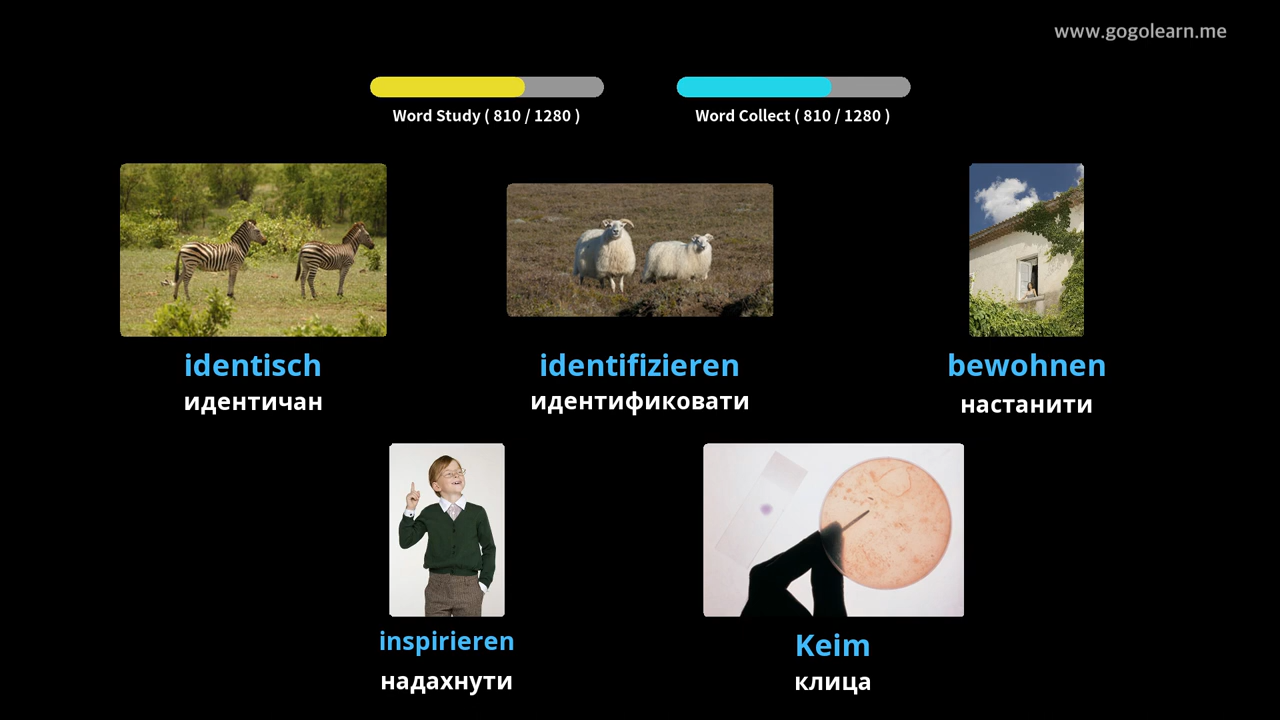 www.gogolearn.me
Word Study ( 810 / 1280 )
Word Collect ( 810 / 1280 )
identisch
идентичан
identifizieren
идентификовати
bewohnen
настанити
inspirieren
надахнути
Keim
клица